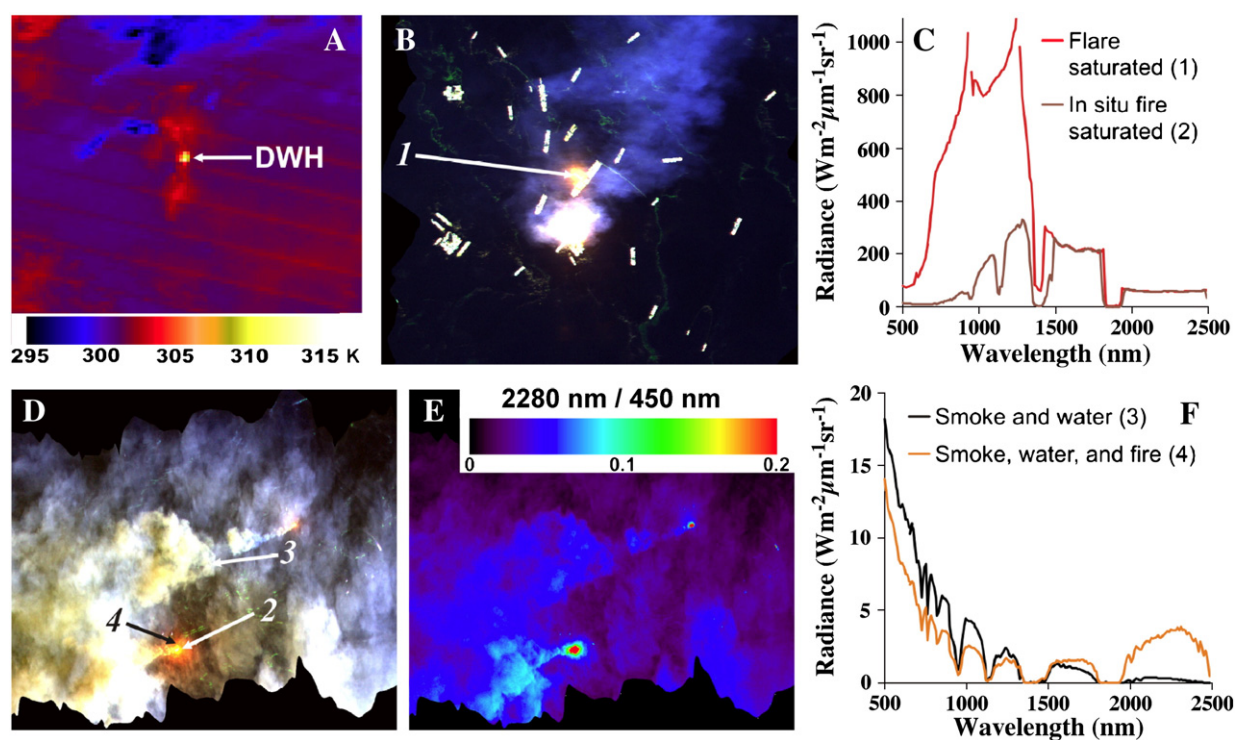 A
DWH
295 300 305 310 315 K
B
1
C
Radiance (Wm-2μm-1sr-1)
1000
800
600
400
200
0
Flare
saturated (1)
In situ fire
saturated (2)
500 1000 1500 2000 2500
Wavelength (nm)
D
3
4 2
E
2280 nm / 450 nm
0 0.1 0.2
F
Radiance (Wm-2μm-1sr-1)
20
15
10
5
0
Smoke and water (3)
Smoke, water, and fire (4)
500 1000 1500 2000 2500
Wavelength (nm)